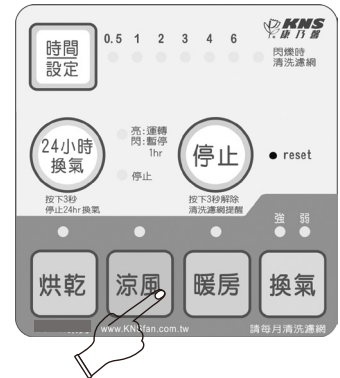 KNS
康乃馨
0.5 1 2 3 4 6
時間
設定
閃爍時
清洗濾網
24小時
換氣
亮:運轉
閃:暫停
1hr
停止
停止
reset
按下3秒
停止24hr換氣
按下3秒解除
清洗濾網提醒
強 弱
烘乾
涼風
暖房
換氣
www.KNSfan.com.tw
請每月清洗濾網